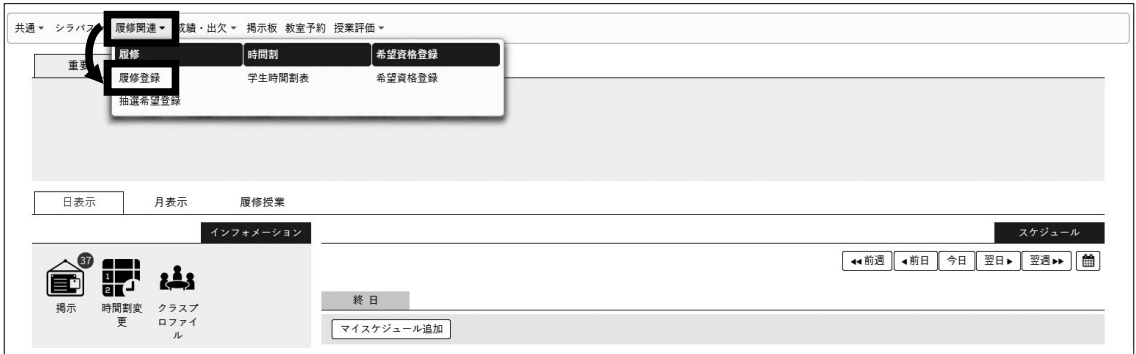 共通 シラバス 履修関連 成績・出欠 掲示板 教室予約 授業評価
履修 時間割 希望資格登録
重要
履修登録 学生時間割表 希望資格登録
抽選希望登録
日表示 月表示 履修授業
インフォメーション スケジュール
前週 前日 今日 翌日 翌週
37
1
2
掲示 時間割変更 クラスプロファイル
終日
マイスケジュール追加